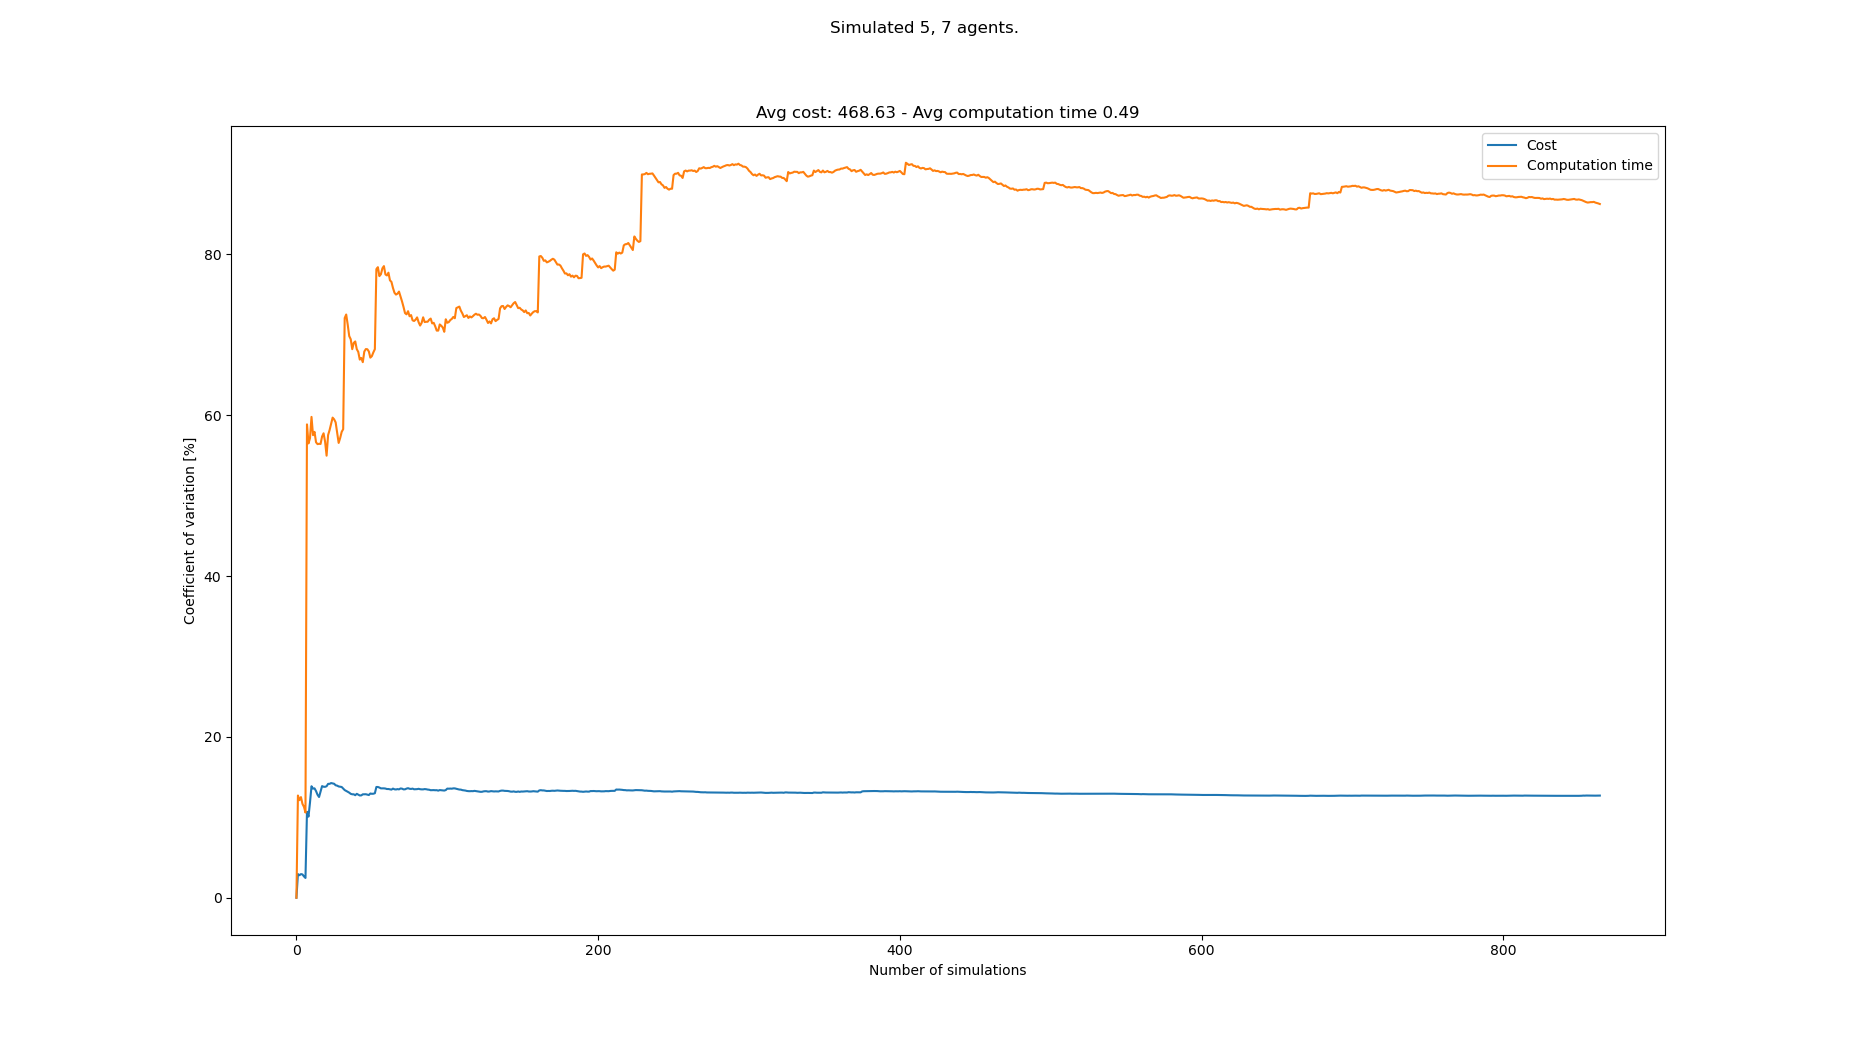 Simulated 5, 7 agents.
Avg cost: 468.63 - Avg computation time 0.49
Cost
Computation time
80
60
40
20
0
Coefficient of variation [%]
0 200 400 600 800
Number of simulations